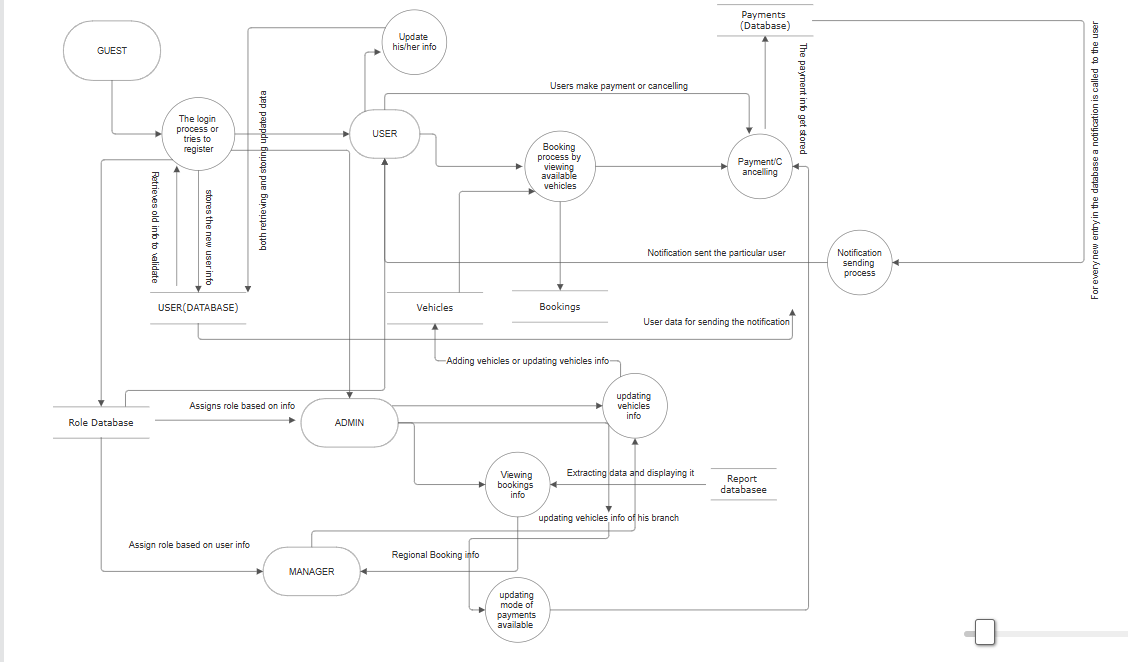 Payments
(Database)
GUEST
Update
his/her info
Users make payment or cancelling
The login
process or
tries to
register
USER
Booking
process by
viewing
available
vehicles
Payment/C
ancelling
The payment info get stored
For every new entry in the database a notification is called to the user
both retrieving and storing updated data
Retrieves old info to validate
stores the new user info
Notification sent the particular user
Notification
sending
process
USER(DATABASE)
Vehicles
Bookings
User data for sending the notification
Adding vehicles or updating vehicles info
Assigns role based on info
Role Database
ADMIN
updating
vehicles
info
Viewing
bookings
info
Extracting data and displaying it
Report
databasee
updating vehicles info of his branch
Assign role based on user info
Regional Booking info
MANAGER
updating
mode of
payments
available